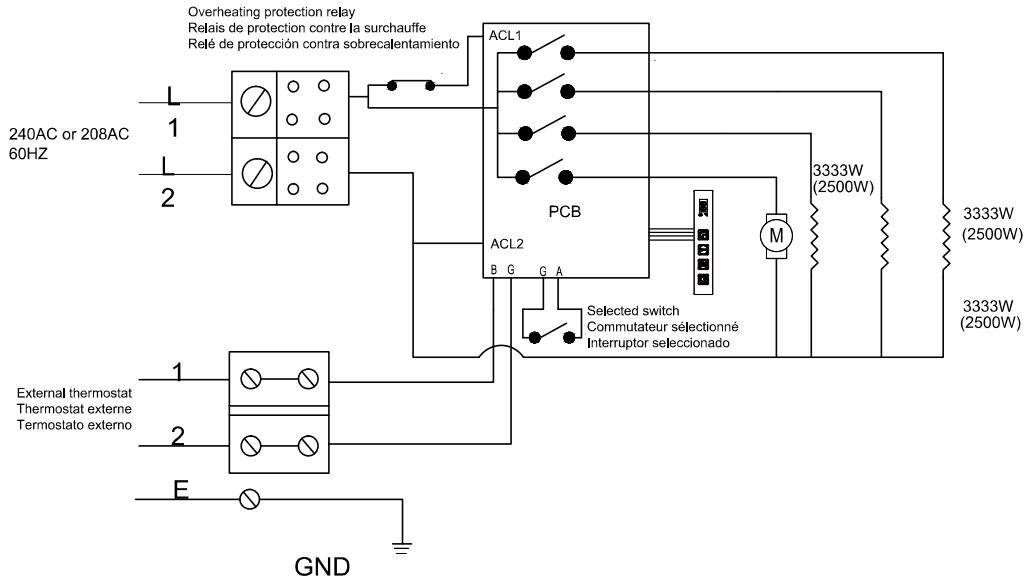 Overheating protection relay
Relais de protection contre la surchauffe
Relé de protección contra sobrecalentamiento
ACL1
L
1
240AC or 208AC
60HZ
L
2
3333W
(2500W)
PCB
M
3333W
(2500W)
ACL2
B G G A
3333W
(2500W)
Selected switch
Commutateur sélectionné
Interruptor seleccionado
1
External thermostat
Thermostat externe
Termostato externo
2
E
GND